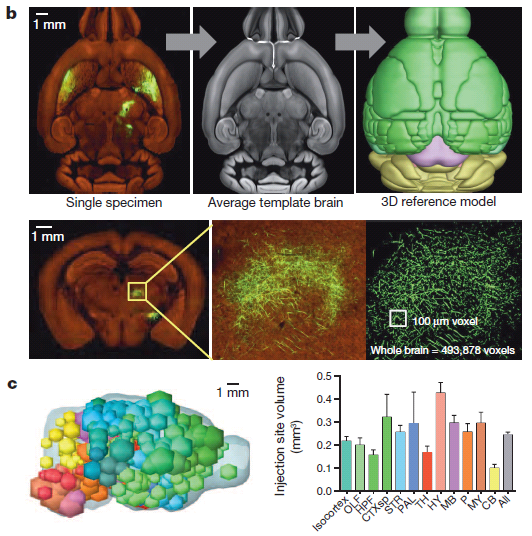 b
1 mm
Single specimen
Average template brain
3D reference model
1 mm
100 μm voxel
Whole brain = 493,878 voxels
c
1 mm
Injection site volume
(mm³)
0.5
0.4
0.3
0.2
0.1
0.0
Isocortex
OLF
HPF
CTXsp
STR
PAL
TH
HY
MB
P
MY
CB
All